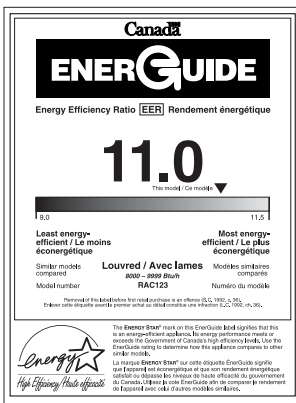 Canada
ENERGUIDE
Energy Efficiency Ratio EER Rendement énergétique
11.0
This model / Ce modèle
9.0 11.5
Least energy-efficient / Le moins éconergétique
Most energy-efficient / Le plus éconergétique
Similar models compared
Louvred / Avec lames
8000 – 9999 Btu/h
Modèles similaires comparés
Model number RAC123 Numéro du modèle
Removal of this label before first retail purchase is an offence (S.C. 1992, c. 36).
Enlever cette étiquette avant le premier achat au détail constitue une infraction (L.C. 1992, ch. 36).
energy
High Efficiency/Haute efficacité
The ENERGY STAR® mark on this EnerGuide label signifies that this
is an energy-efficient appliance. Its energy performance meets or
exceeds the Government of Canada's high efficiency levels. Use the
EnerGuide rating to determine how this appliance compares to other
similar models.
La marque ENERGY STAR® sur cette étiquette ÉnerGuide signifie
que l'appareil est éconergétique et que son rendement énergétique
satisfait ou dépasse les niveaux de haute efficacité du gouvernement
du Canada. Utilisez la cote ÉnerGuide afin de comparer le rendement
de l'appareil avec celui d'autres modèles similaires.